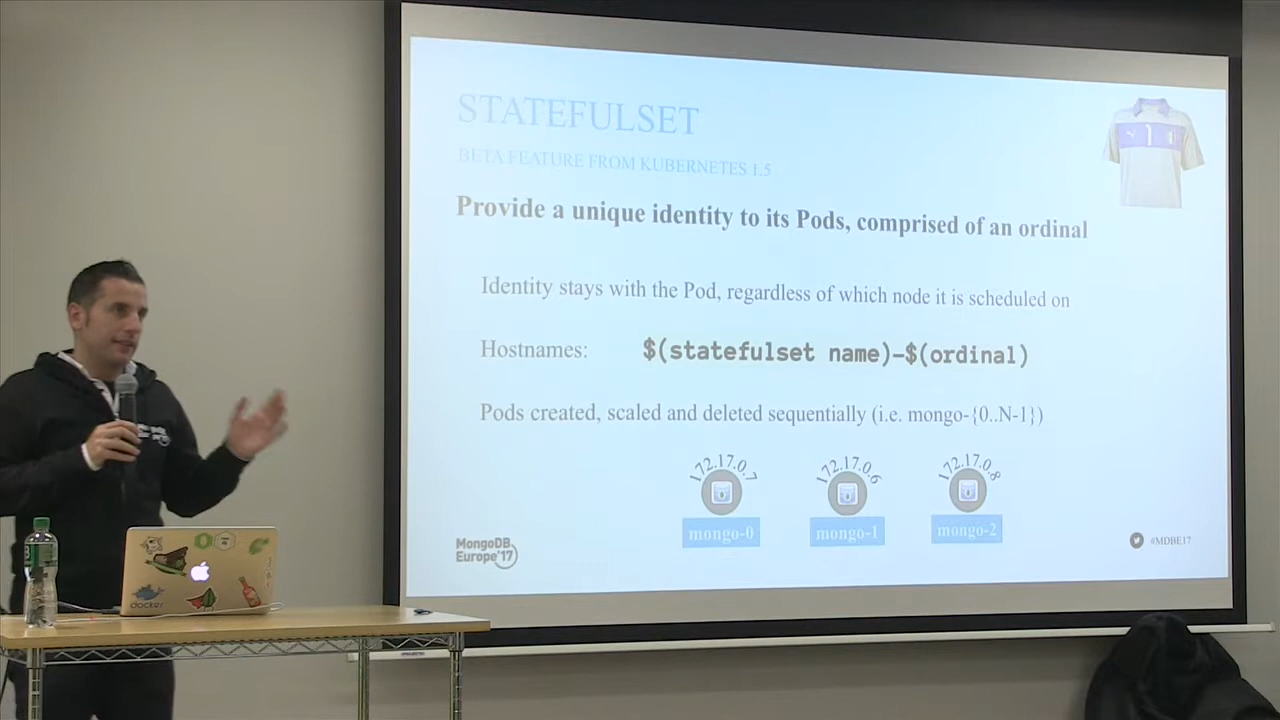 STATEFULSET
BETA FEATURE FROM KUBERNETES 1.5
Provide a unique identity to its Pods, comprised of an ordinal
Identity stays with the Pod, regardless of which node it is scheduled on
Hostnames: $(statefulset name)-$(ordinal)
Pods created, scaled and deleted sequentially (i.e. mongo-{0..N-1})
172.17.0.7 172.17.0.6 172.17.0.8
mongo-0 mongo-1 mongo-2
MongoDB
Europe'17
#MDBE17
1
docker